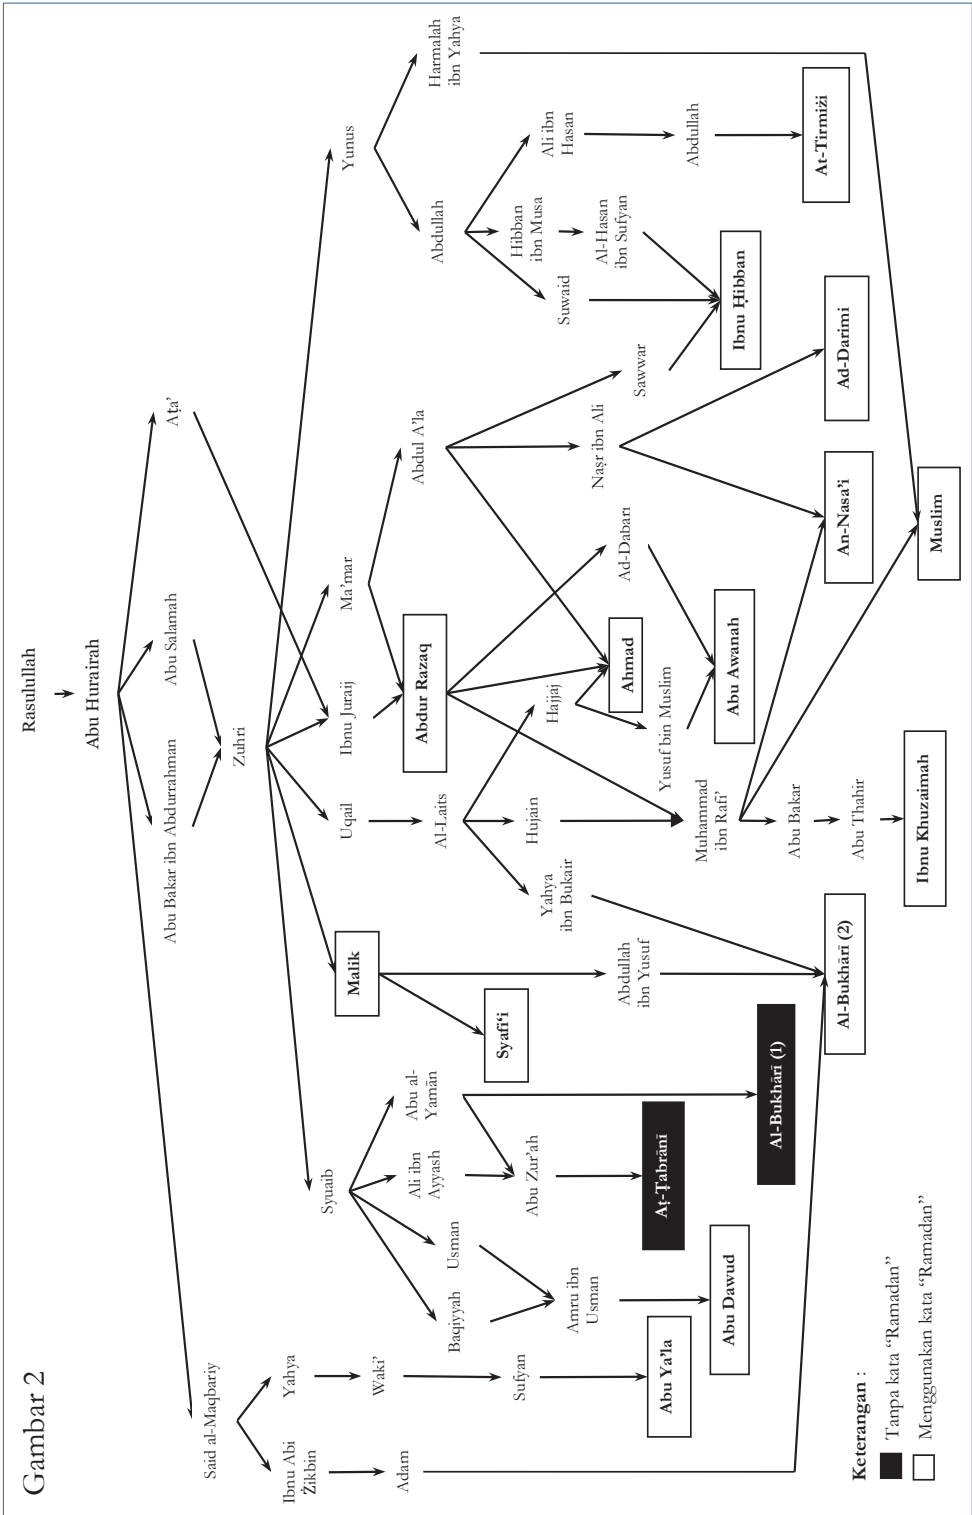 Gambar 2
Rasulullah
Abu Hurairah
Said al-Maqbariy
Abu Bakar ibn Abdurrahman
Abu Salamah
Aṭa’
Zuhri
Ibnu Abi
Żikbin
Yahya
Syuaib
Malik
Uqail
Ibnu Juraij
Ma’mar
Yunus
Adam
Waki’
Baqiyyah
Usman
Ali ibn
Ayyash
Abu al-
Yamān
Al-Laits
Abdur Razaq
Abdul A’la
Abdullah
Harmalah
ibn Yahya
Sufyan
Amru ibn
Usman
Abu Zur’ah
Syafi‘i
Yahya
ibn Bukair
Hujain
Hajjaj
Suwaid
Hibban
ibn Musa
Ali ibn
Hasan
Abdullah
ibn Yusuf
Ahmad
Ad-Dabari
Naṣr ibn Ali
Sawwar
Al-Hasan
ibn Sufyan
Abu Ya’la
Aṭ-Ṭabrānī
Muhammad
ibn Rafi’
Yusuf bin Muslim
Abdullah
Abu Dawud
Al-Bukhārī (1)
Abu Bakar
Abu Awanah
Ibnu Ḥibban
At-Tirmiżi
Al-Bukhārī (2)
Abu Thahir
An-Nasa’i
Ad-Darimi
Ibnu Khuzaimah
Muslim
Keterangan :
Tanpa kata “Ramadan”
Menggunakan kata “Ramadan”